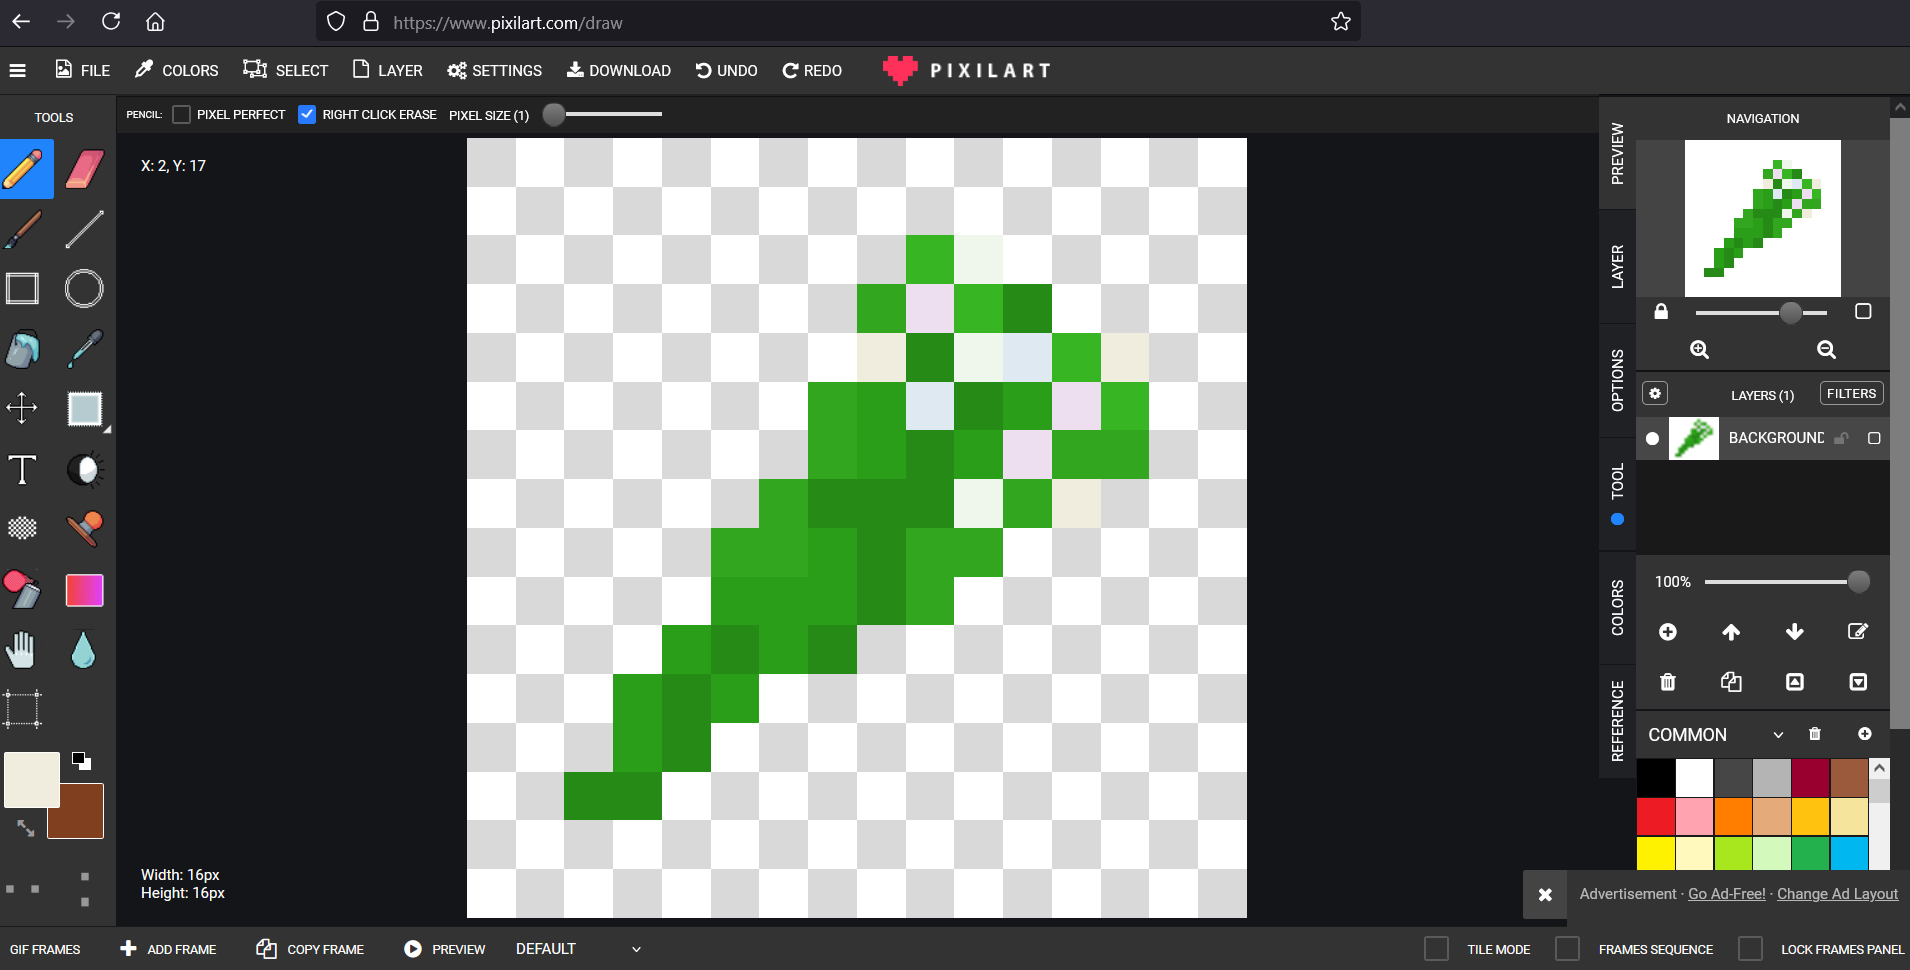 https://www.pixilart.com/draw
FILE COLORS SELECT LAYER SETTINGS DOWNLOAD UNDO REDO PIXILART
TOOLS
PENCIL: PIXEL PERFECT RIGHT CLICK ERASE PIXEL SIZE (1)
X: 2, Y: 17
T
Width: 16px
Height: 16px
PREVIEW
LAYER
OPTIONS
TOOL
COLORS
REFERENCE
NAVIGATION
LAYERS (1) FILTERS
BACKGROUND
100%
COMMON
Advertisement · Go Ad-Free! · Change Ad Layout
GIF FRAMES ADD FRAME COPY FRAME PREVIEW DEFAULT TILE MODE FRAMES SEQUENCE LOCK FRAMES PANEL